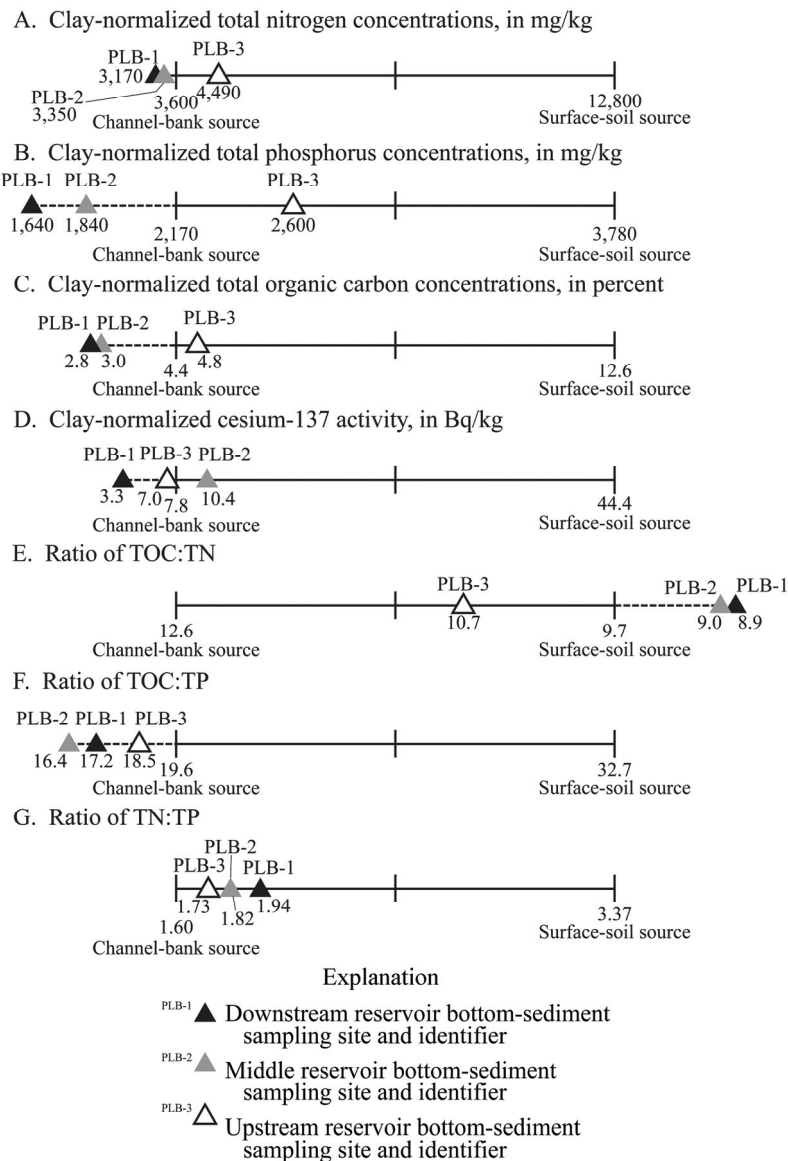 A. Clay-normalized total nitrogen concentrations, in mg/kg
PLB-1
PLB-3
3,170
PLB-2
3,350
3,600
4,490
12,800
Channel-bank source
Surface-soil source
B. Clay-normalized total phosphorus concentrations, in mg/kg
PLB-1 PLB-2 PLB-3
1,640 1,840 2,170 2,600 3,780
Channel-bank source
Surface-soil source
C. Clay-normalized total organic carbon concentrations, in percent
PLB-1 PLB-2 PLB-3
2.8 3.0 4.4 4.8 12.6
Channel-bank source
Surface-soil source
D. Clay-normalized cesium-137 activity, in Bq/kg
PLB-1 PLB-3 PLB-2
3.3 7.0 7.8 10.4 44.4
Channel-bank source
Surface-soil source
E. Ratio of TOC:TN
PLB-3 PLB-2 PLB-1
12.6 10.7 9.7 9.0 8.9
Channel-bank source
Surface-soil source
F. Ratio of TOC:TP
PLB-2 PLB-1 PLB-3
16.4 17.2 18.5 19.6 32.7
Channel-bank source
Surface-soil source
G. Ratio of TN:TP
PLB-2
PLB-3 PLB-1
1.60 1.73 1.82 1.94 3.37
Channel-bank source
Surface-soil source
Explanation
PLB-1 Downstream reservoir bottom-sediment
sampling site and identifier
PLB-2 Middle reservoir bottom-sediment
sampling site and identifier
PLB-3 Upstream reservoir bottom-sediment
sampling site and identifier